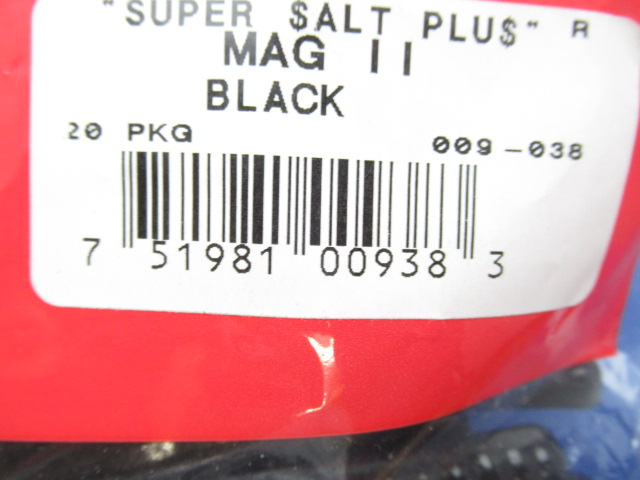 "SUPER $ALT PLU$" R
MAG II
BLACK
20 PKG 009-038
7 51981 00938 3